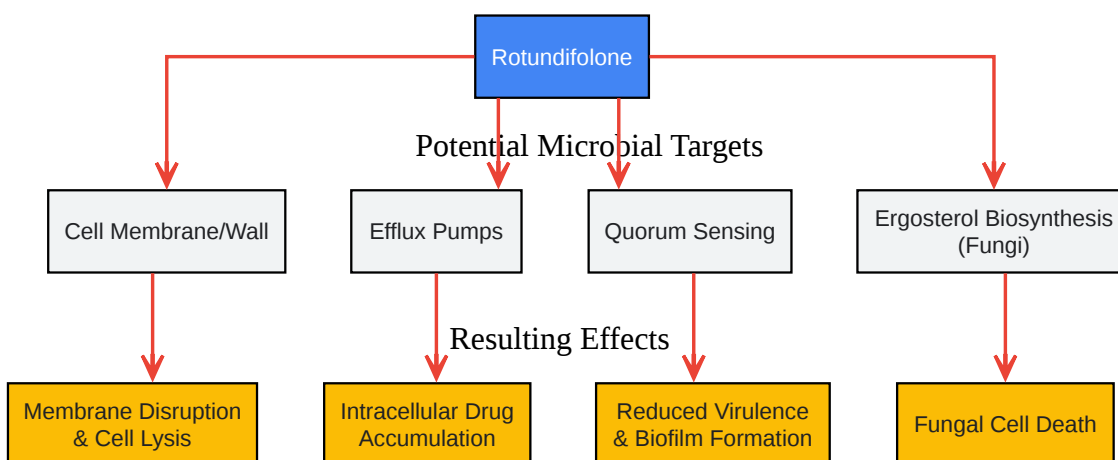 Rotundifolone
Potential Microbial Targets
Cell Membrane/Wall
Efflux Pumps
Quorum Sensing
Ergosterol Biosynthesis
(Fungi)
Resulting Effects
Membrane Disruption
& Cell Lysis
Intracellular Drug
Accumulation
Reduced Virulence
& Biofilm Formation
Fungal Cell Death